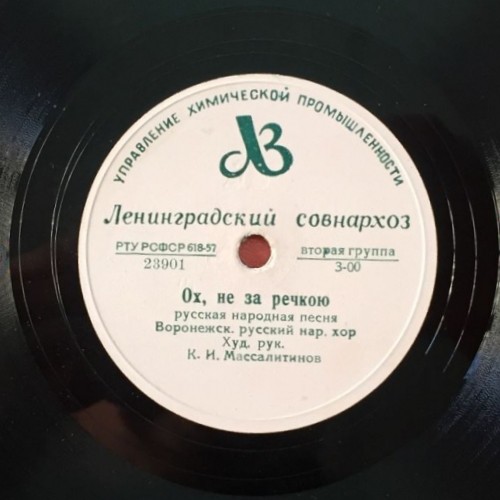 УПРАВЛЕНИЕ ХИМИЧЕСКОЙ ПРОМЫШЛЕННОСТИ
ЛЗ
Ленинградский совнархоз
РТУ РСФСР 618-57
23901
вторая группа
3-00
Ох, не за речкою
русская народная песня
Воронежск. русский нар. хор
Худ. рук.
К. И. Массалитинов